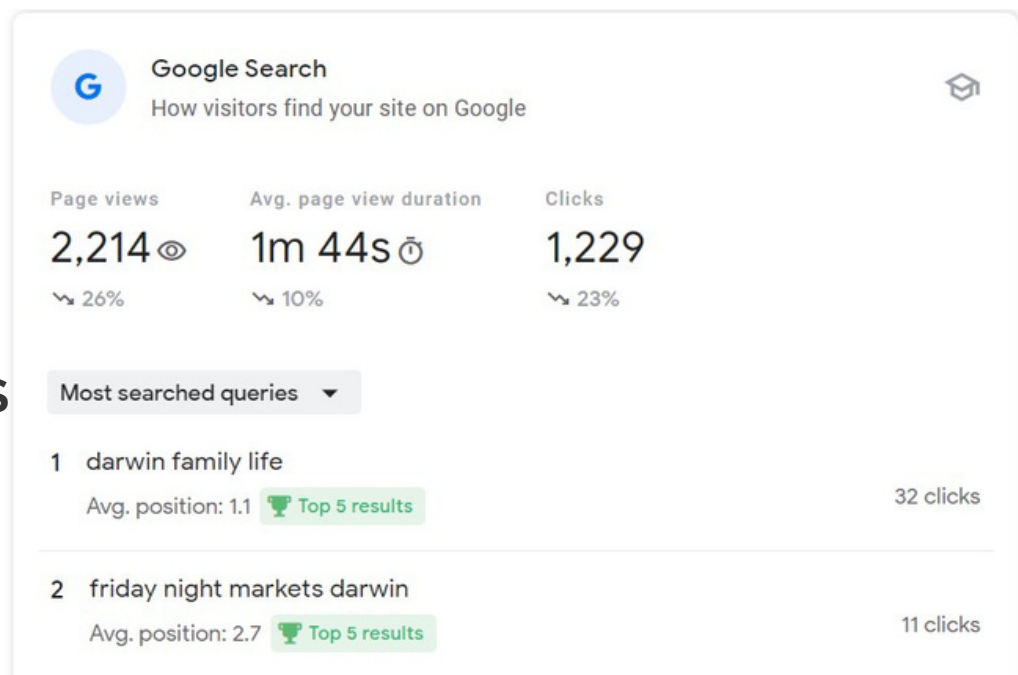 Google Search
How visitors find your site on Google
Page views Avg. page view duration Clicks
2,214 1m 44s 1,229
26% 10% 23%
s
Most searched queries
1 darwin family life
Avg. position: 1.1 Top 5 results
32 clicks
2 friday night markets darwin
Avg. position: 2.7 Top 5 results
11 clicks